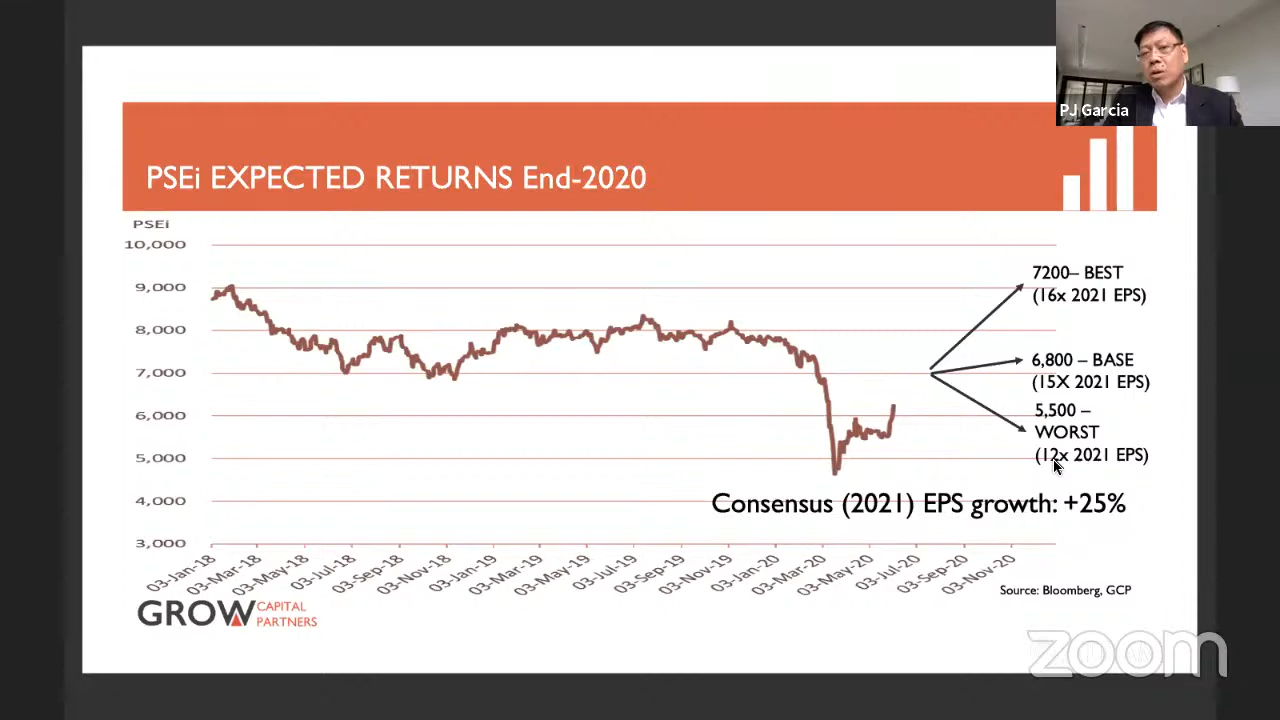 PJ Garcia
PSEi EXPECTED RETURNS End-2020
PSEi
10,000
9,000
8,000
7,000
6,000
5,000
4,000
3,000
03-Jan-18
03-Mar-18
03-May-18
03-Jul-18
03-Sep-18
03-Nov-18
03-Jan-19
03-Mar-19
03-May-19
03-Jul-19
03-Sep-19
03-Nov-19
03-Jan-20
03-Mar-20
03-May-20
03-Jul-20
03-Sep-20
03-Nov-20
7200– BEST
(16x 2021 EPS)
6,800 – BASE
(15X 2021 EPS)
5,500 –
WORST
(12x 2021 EPS)
Consensus (2021) EPS growth: +25%
Source: Bloomberg, GCP
GROW CAPITAL
PARTNERS
zoom